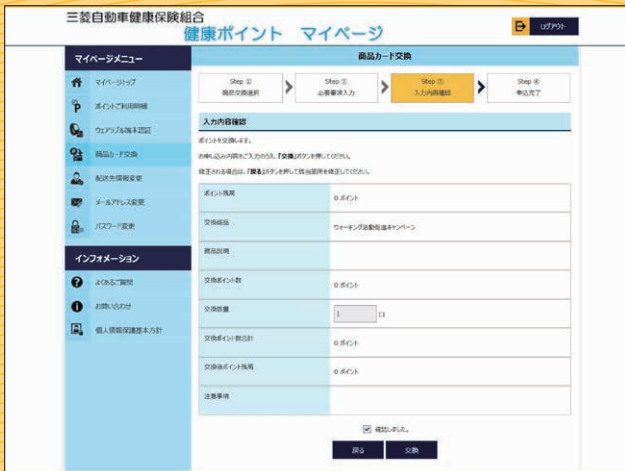 三菱自動車健康保険組合
健康ポイント マイページ
ログアウト
マイページメニュー
マイページトップ
ポイントご利用明細
ウェアラブル端末認証
商品カード交換
配送先情報変更
メールアドレス変更
パスワード変更
インフォメーション
よくあるご質問
お問い合わせ
個人情報保護基本方針
商品カード交換
Step ①
商品交換選択
Step ②
必要事項入力
Step ③
入力内容確認
Step ④
申込完了
入力内容確認
ポイントを交換します。
お申し込み内容をご入力のうえ、「交換」ボタンを押してください。
修正される場合は、「戻る」ボタンを押して該当箇所を修正してください。
ポイント残高
0 ポイント
交換商品
ウォーキング活動促進キャンペーン
商品説明
交換ポイント数
0 ポイント
交換数量
1 口
交換ポイント数合計
0 ポイント
交換後ポイント残高
0 ポイント
注意事項
確認しました。
戻る
交換